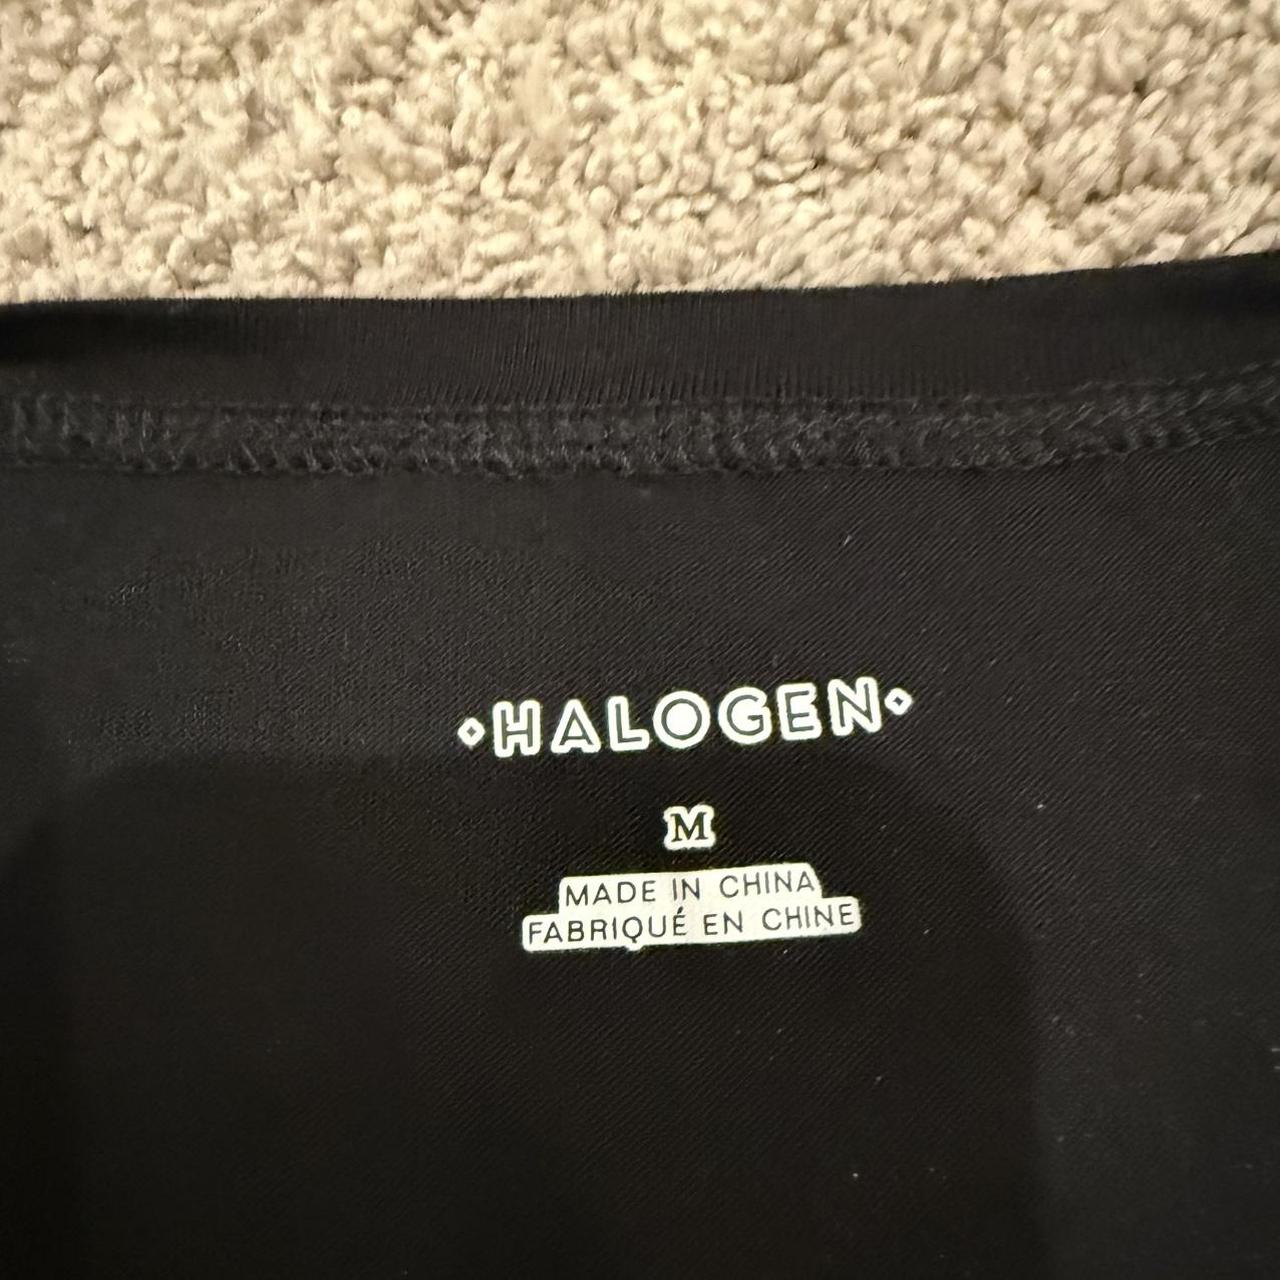 HALOGEN
M
MADE IN CHINA
FABRIQUÉ EN CHINE